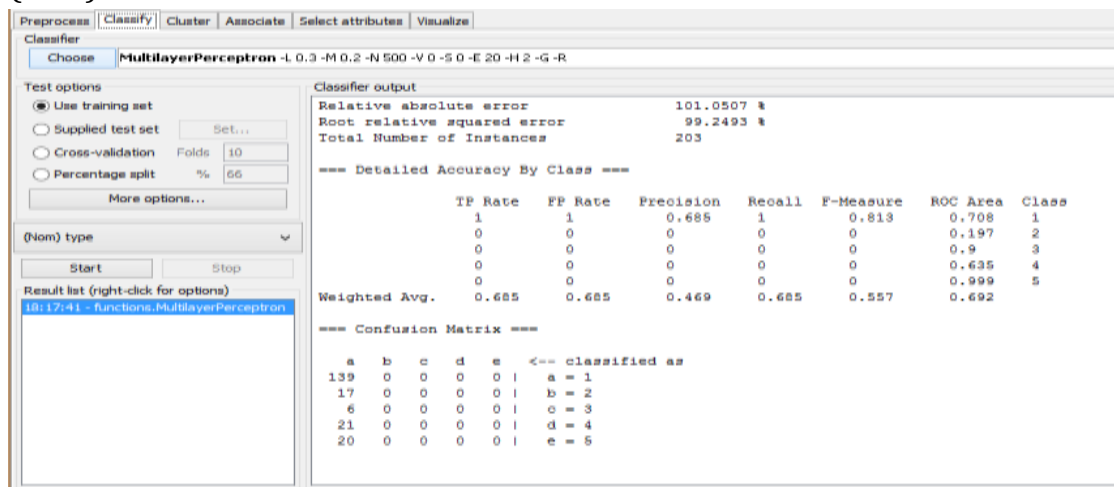 Preprocess Classify Cluster Associate Select attributes Visualize
Classifier
Choose MultilayerPerceptron -L 0.3 -M 0.2 -N 500 -V 0 -S 0 -E 20 -H 2 -G -R
Test options
Use training set
Supplied test set Set...
Cross-validation Folds 10
Percentage split % 66
More options...
(Nom) type
Start Stop
Result list (right-click for options)
18:17:41 - functions.MultilayerPerceptron
Classifier output
Relative absolute error 101.0507 %
Root relative squared error 99.2493 %
Total Number of Instances 203
=== Detailed Accuracy By Class ===
TP Rate FP Rate Precision Recall F-Measure ROC Area Class
1 1 0.685 1 0.813 0.708 1
0 0 0 0 0 0.197 2
0 0 0 0 0 0.9 3
0 0 0 0 0 0.635 4
0 0 0 0 0 0.999 5
Weighted Avg. 0.685 0.685 0.469 0.685 0.557 0.692
=== Confusion Matrix ===
a b c d e <-- classified as
139 0 0 0 0 | a = 1
17 0 0 0 0 | b = 2
6 0 0 0 0 | c = 3
21 0 0 0 0 | d = 4
20 0 0 0 0 | e = 5